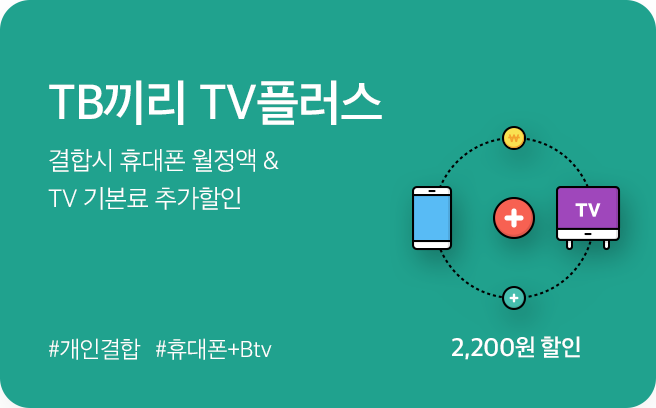 TB끼리 TV플러스
결합시 휴대폰 월정액 &
TV 기본료 추가할인
₩
TV
#개인결합 #휴대폰+Btv
2,200원 할인